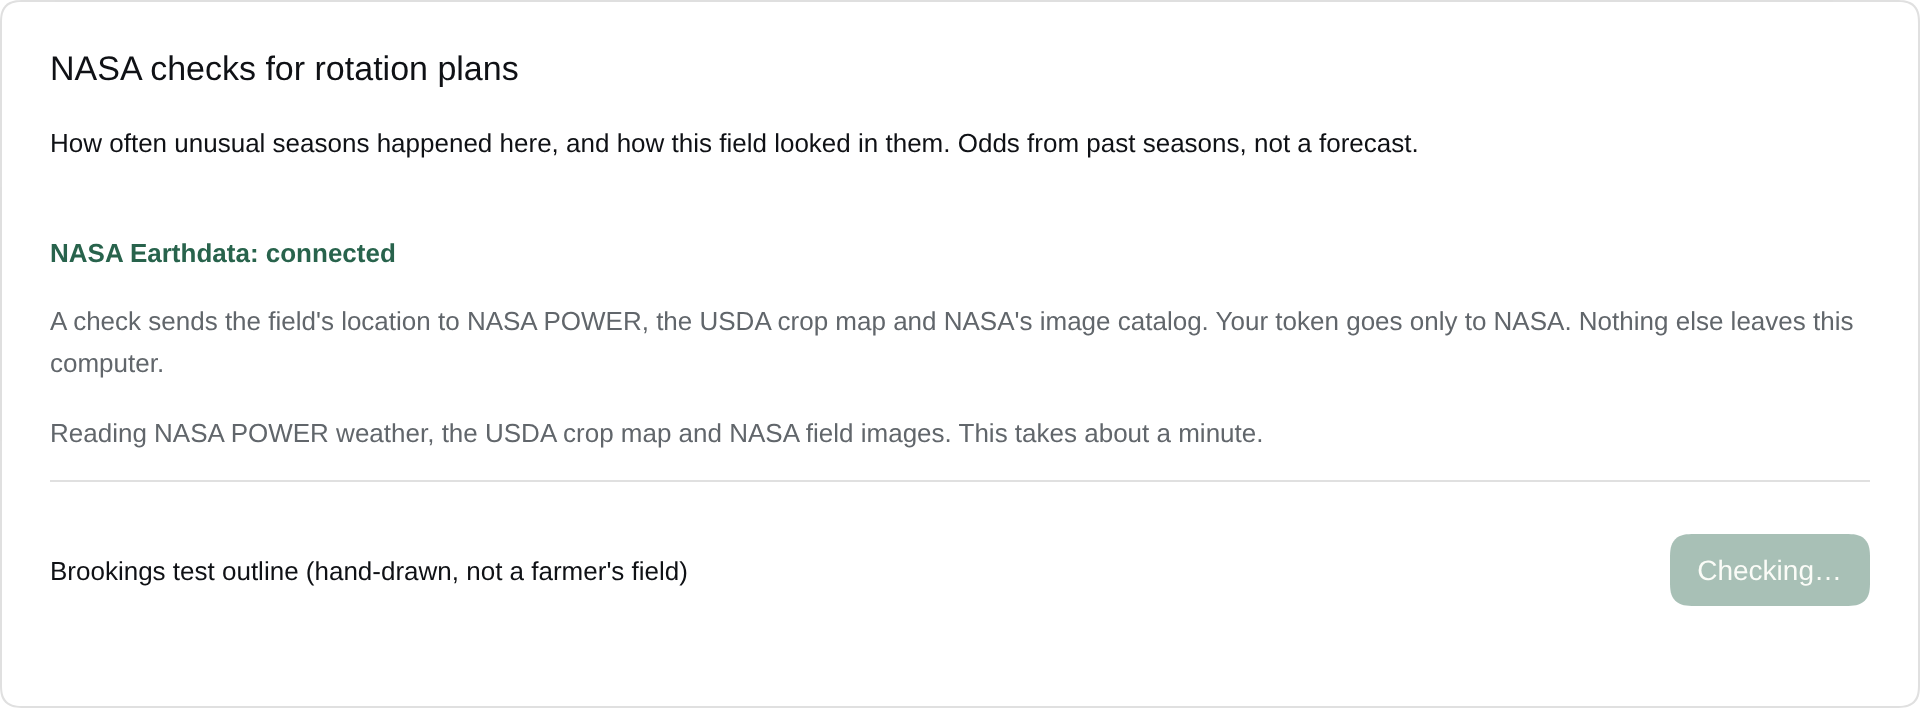 NASA checks for rotation plans
How often unusual seasons happened here, and how this field looked in them. Odds from past seasons, not a forecast.
NASA Earthdata: connected
A check sends the field's location to NASA POWER, the USDA crop map and NASA's image catalog. Your token goes only to NASA. Nothing else leaves this
computer.
Reading NASA POWER weather, the USDA crop map and NASA field images. This takes about a minute.
Brookings test outline (hand-drawn, not a farmer's field)
Checking…